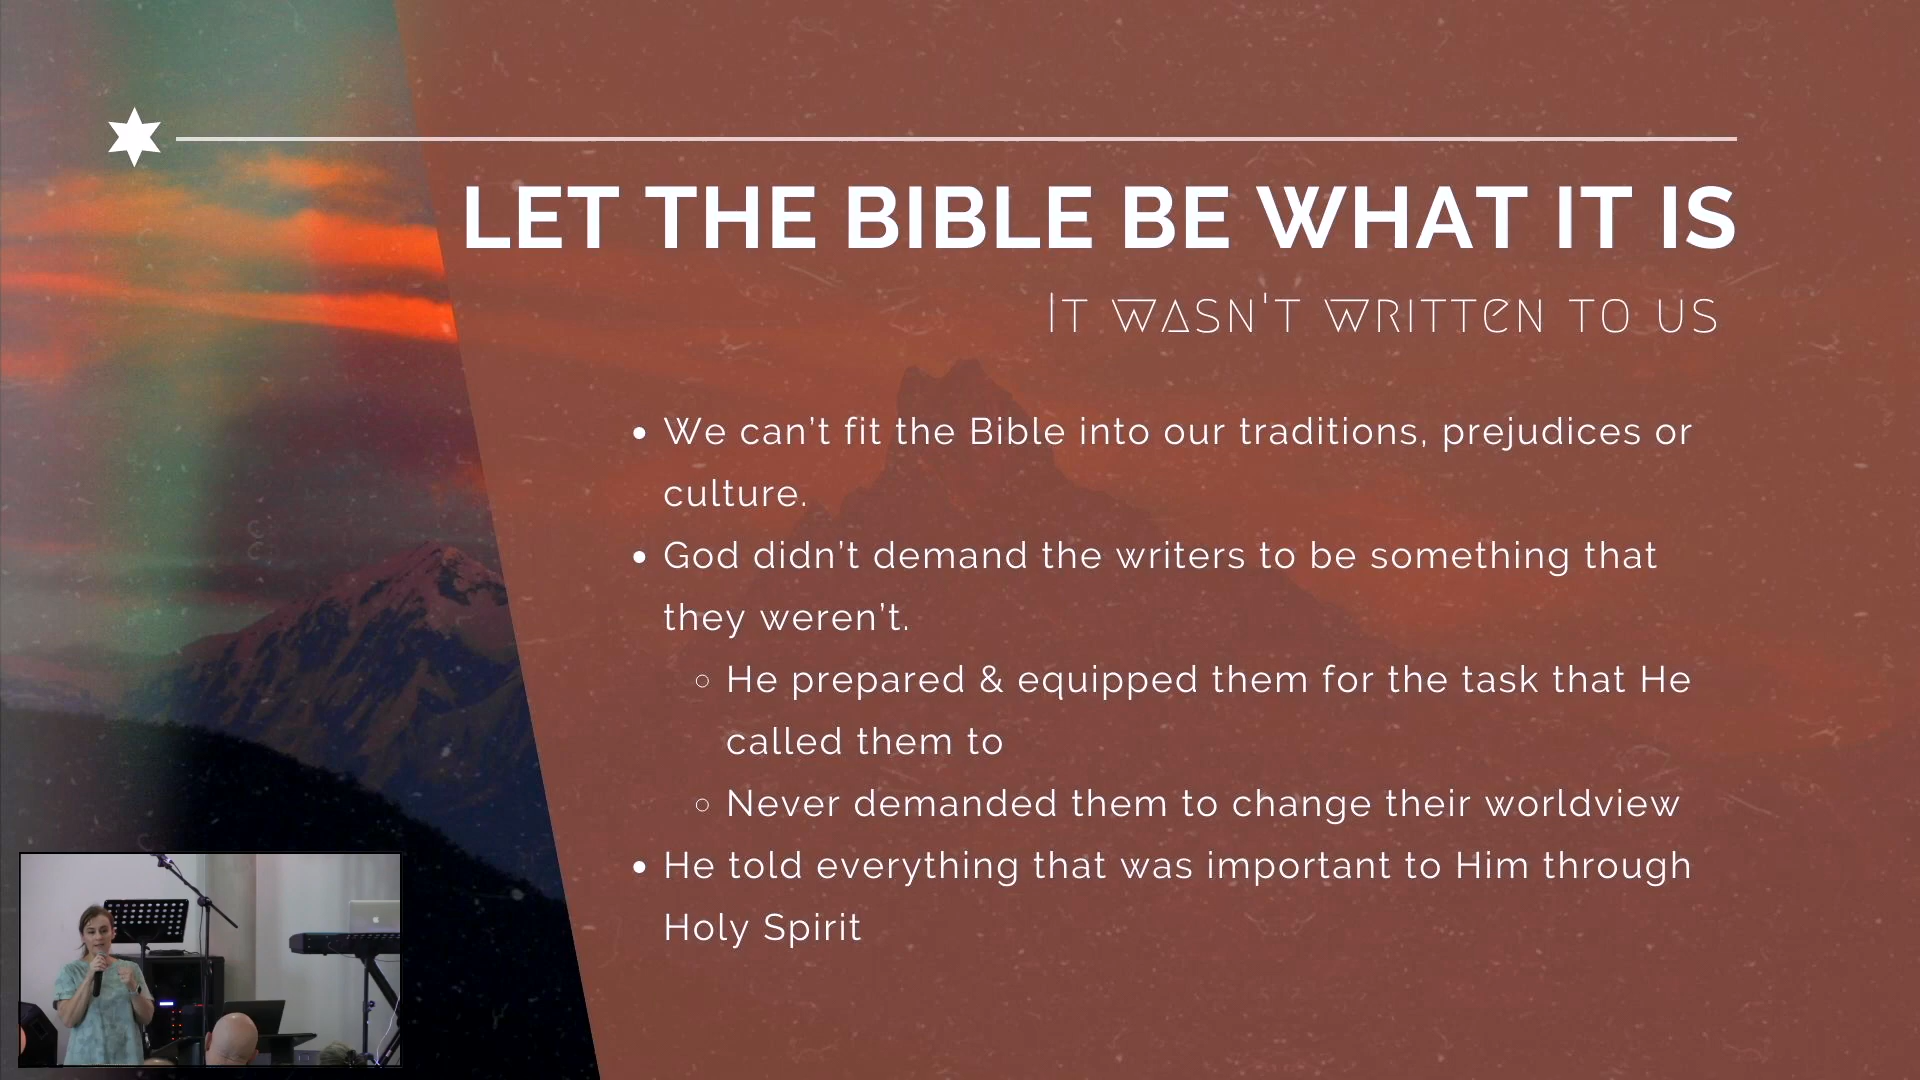 LET THE BIBLE BE WHAT IT IS
IT WASN'T WRITTEN TO US
• We can’t fit the Bible into our traditions, prejudices or
culture.
• God didn’t demand the writers to be something that
they weren’t.
○ He prepared & equipped them for the task that He
called them to
○ Never demanded them to change their worldview
• He told everything that was important to Him through
Holy Spirit